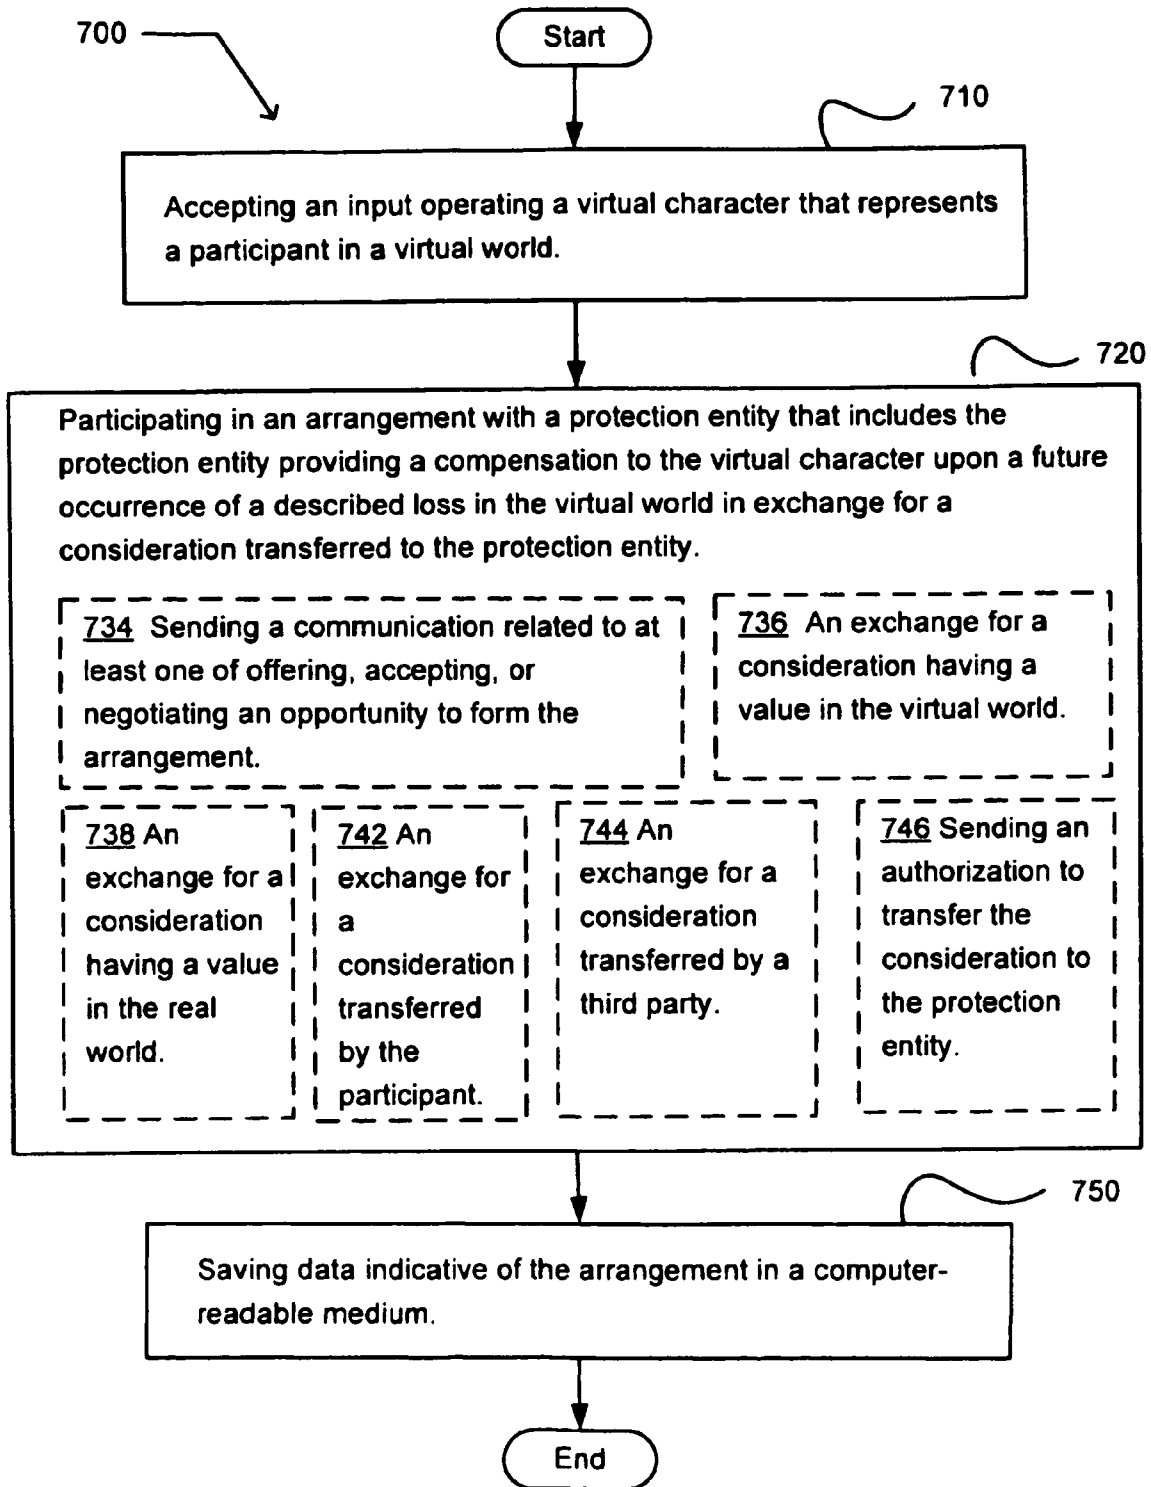 700
Start
710
Accepting an input operating a virtual character that represents
a participant in a virtual world.
720
Participating in an arrangement with a protection entity that includes the
protection entity providing a compensation to the virtual character upon a future
occurrence of a described loss in the virtual world in exchange for a
consideration transferred to the protection entity.
734 Sending a communication related to at
least one of offering, accepting, or
negotiating an opportunity to form the
arrangement.
736 An exchange for a
consideration having a
value in the virtual world.
738 An
exchange for a
consideration
having a value
in the real
world.
742 An
exchange for
a
consideration
transferred
by the
participant.
744 An
exchange for a
consideration
transferred by a
third party.
746 Sending an
authorization to
transfer the
consideration to
the protection
entity.
750
Saving data indicative of the arrangement in a computer-
readable medium.
End